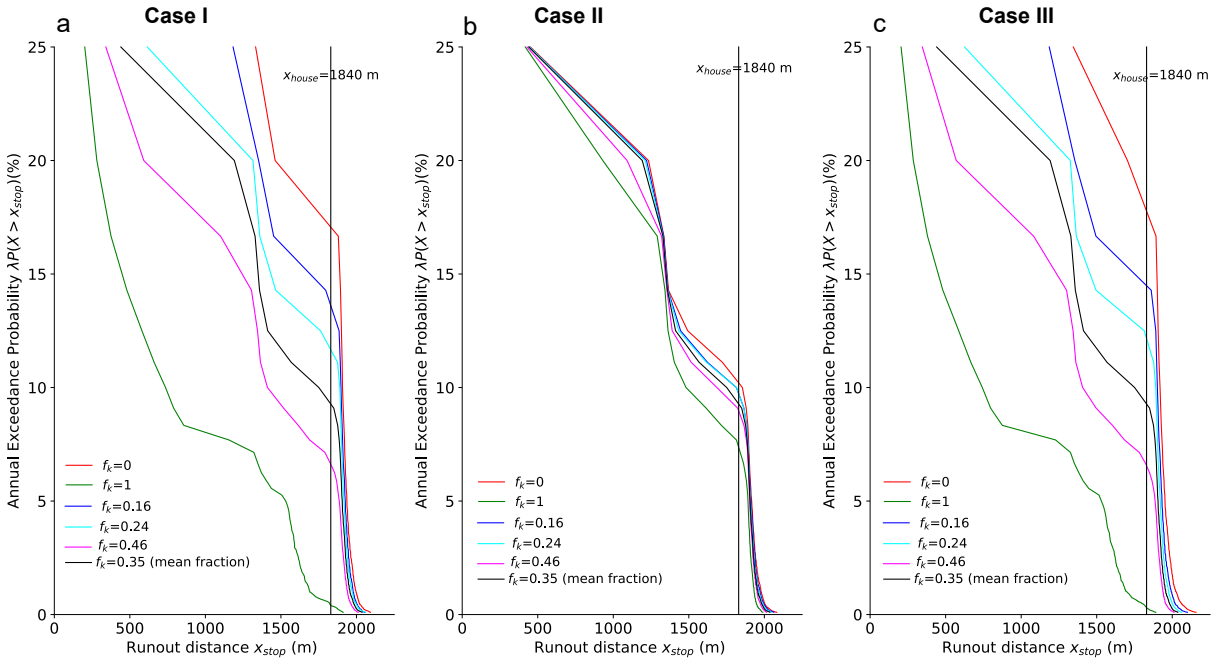 Case I
a
25
20
15
10
5
0
Annual Exceedance Probability λP(X > x_stop)(%)
x_house=1840 m
f_k=0
f_k=1
f_k=0.16
f_k=0.24
f_k=0.46
f_k=0.35 (mean fraction)
0 500 1000 1500 2000
Runout distance x_stop (m)
Case II
b
25
20
15
10
5
0
Annual Exceedance Probability λP(X > x_stop)(%)
x_house=1840 m
f_k=0
f_k=1
f_k=0.16
f_k=0.24
f_k=0.46
f_k=0.35 (mean fraction)
0 500 1000 1500 2000
Runout distance x_stop (m)
Case III
c
25
20
15
10
5
0
Annual Exceedance Probability λP(X > x_stop)(%)
x_house=1840 m
f_k=0
f_k=1
f_k=0.16
f_k=0.24
f_k=0.46
f_k=0.35 (mean fraction)
0 500 1000 1500 2000
Runout distance x_stop (m)